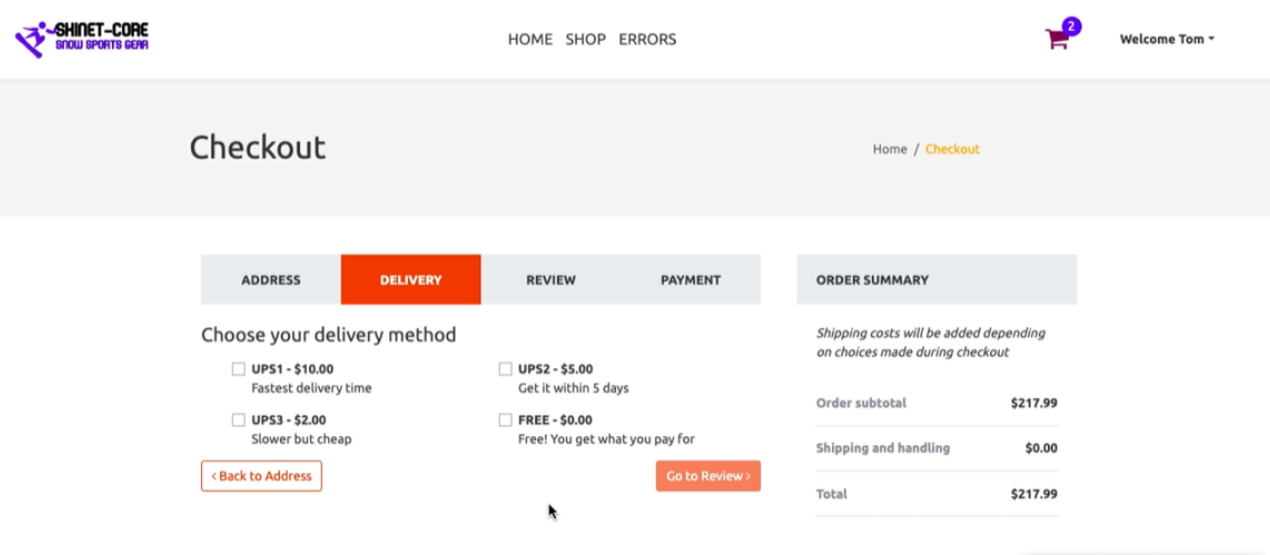 SHINET-CORE
SNOW SPORTS GEAR
HOME SHOP ERRORS
2
Welcome Tom
Checkout
Home / Checkout
ADDRESS DELIVERY REVIEW PAYMENT
ORDER SUMMARY
Choose your delivery method
UPS1 - $10.00
Fastest delivery time
UPS2 - $5.00
Get it within 5 days
UPS3 - $2.00
Slower but cheap
FREE - $0.00
Free! You get what you pay for
‹ Back to Address
Go to Review ›
Shipping costs will be added depending
on choices made during checkout
Order subtotal $217.99
Shipping and handling $0.00
Total $217.99